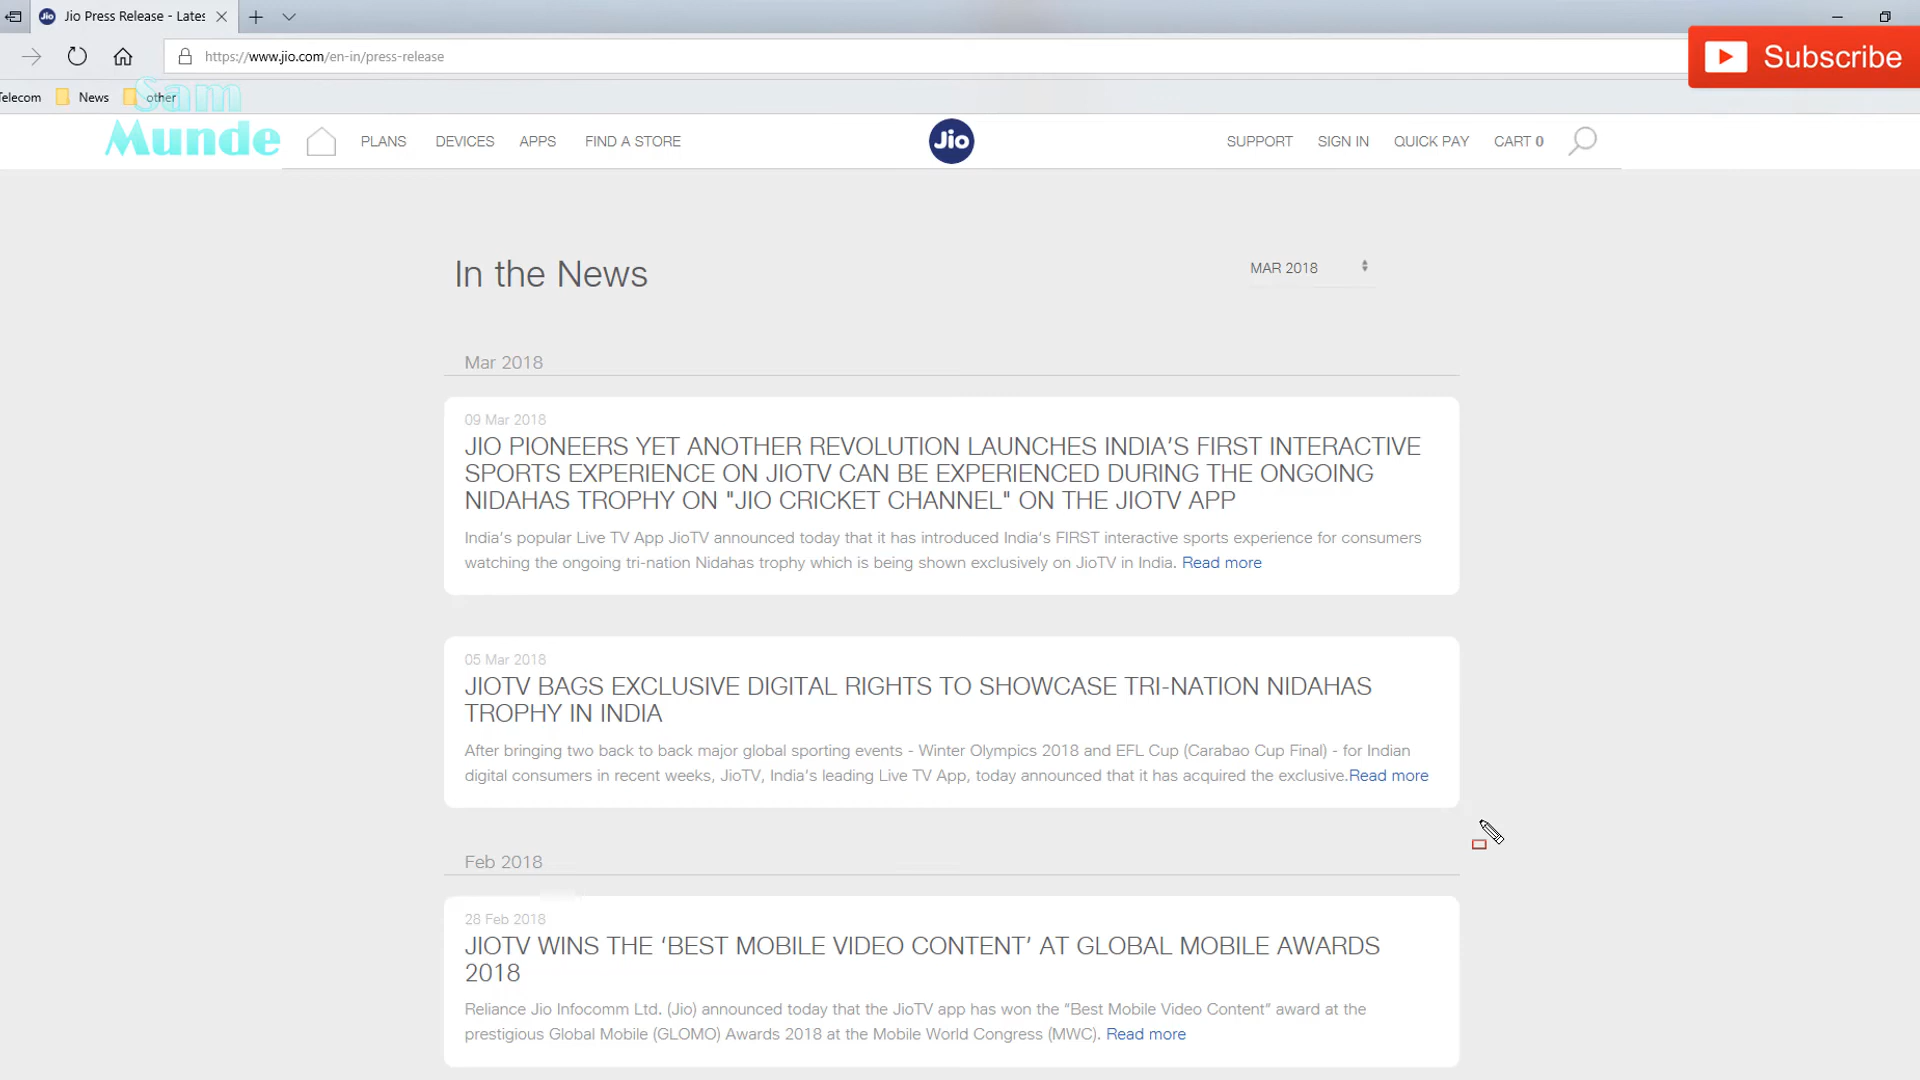 Jio Press Release - Lates
https://www.jio.com/en-in/press-release
Subscribe
Telecom
News
other
Sam
Munde
PLANS
DEVICES
APPS
FIND A STORE
Jio
SUPPORT
SIGN IN
QUICK PAY
CART 0
In the News
MAR 2018
Mar 2018
09 Mar 2018
JIO PIONEERS YET ANOTHER REVOLUTION LAUNCHES INDIA'S FIRST INTERACTIVE
SPORTS EXPERIENCE ON JIOTV CAN BE EXPERIENCED DURING THE ONGOING
NIDAHAS TROPHY ON "JIO CRICKET CHANNEL" ON THE JIOTV APP
India's popular Live TV App JioTV announced today that it has introduced India's FIRST interactive sports experience for consumers
watching the ongoing tri-nation Nidahas trophy which is being shown exclusively on JioTV in India. Read more
05 Mar 2018
JIOTV BAGS EXCLUSIVE DIGITAL RIGHTS TO SHOWCASE TRI-NATION NIDAHAS
TROPHY IN INDIA
After bringing two back to back major global sporting events - Winter Olympics 2018 and EFL Cup (Carabao Cup Final) - for Indian
digital consumers in recent weeks, JioTV, India's leading Live TV App, today announced that it has acquired the exclusive.Read more
Feb 2018
28 Feb 2018
JIOTV WINS THE ‘BEST MOBILE VIDEO CONTENT’ AT GLOBAL MOBILE AWARDS
2018
Reliance Jio Infocomm Ltd. (Jio) announced today that the JioTV app has won the “Best Mobile Video Content” award at the
prestigious Global Mobile (GLOMO) Awards 2018 at the Mobile World Congress (MWC). Read more